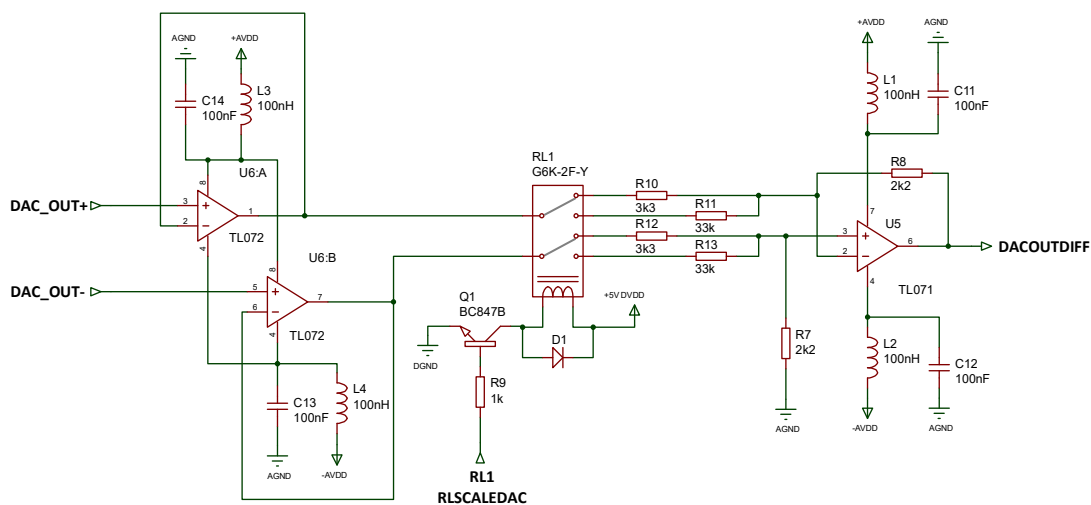 AGND
+AVDD
C14
100nF
L3
100nH
8
U6:A
DAC_OUT+
3
2
1
4
TL072
U6:B
8
DAC_OUT-
5
6
7
4
TL072
C13
100nF
L4
100nH
AGND
-AVDD
RL1
G6K-2F-Y
R10
3k3
R11
33k
R12
3k3
R13
33k
Q1
BC847B
+5V DVDD
D1
DGND
R9
1k
RL1
RLSCALEDAC
+AVDD
AGND
L1
100nH
C11
100nF
R8
2k2
7
U5
3
2
6
DACOUTDIFF
4
TL071
R7
2k2
L2
100nH
C12
100nF
AGND
-AVDD
AGND